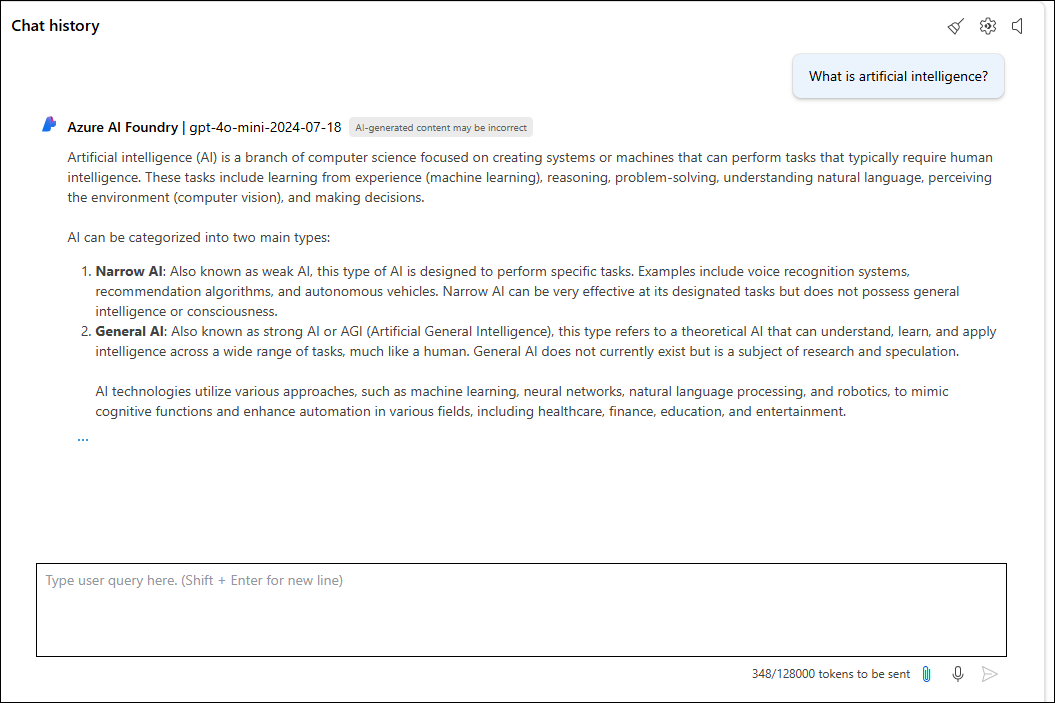 Chat history
What is artificial intelligence?
Azure AI Foundry | gpt-4o-mini-2024-07-18 AI-generated content may be incorrect
Artificial intelligence (AI) is a branch of computer science focused on creating systems or machines that can perform tasks that typically require human
intelligence. These tasks include learning from experience (machine learning), reasoning, problem-solving, understanding natural language, perceiving
the environment (computer vision), and making decisions.
AI can be categorized into two main types:
1. Narrow AI: Also known as weak AI, this type of AI is designed to perform specific tasks. Examples include voice recognition systems,
recommendation algorithms, and autonomous vehicles. Narrow AI can be very effective at its designated tasks but does not possess general
intelligence or consciousness.
2. General AI: Also known as strong AI or AGI (Artificial General Intelligence), this type refers to a theoretical AI that can understand, learn, and apply
intelligence across a wide range of tasks, much like a human. General AI does not currently exist but is a subject of research and speculation.
AI technologies utilize various approaches, such as machine learning, neural networks, natural language processing, and robotics, to mimic
cognitive functions and enhance automation in various fields, including healthcare, finance, education, and entertainment.
...
Type user query here. (Shift + Enter for new line)
348/128000 tokens to be sent